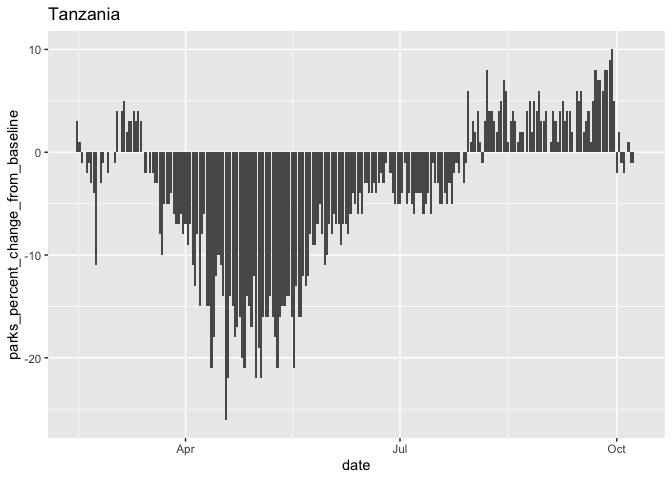 Tanzania
10
0
-10
-20
parks_percent_change_from_baseline
Apr
Jul
Oct
date